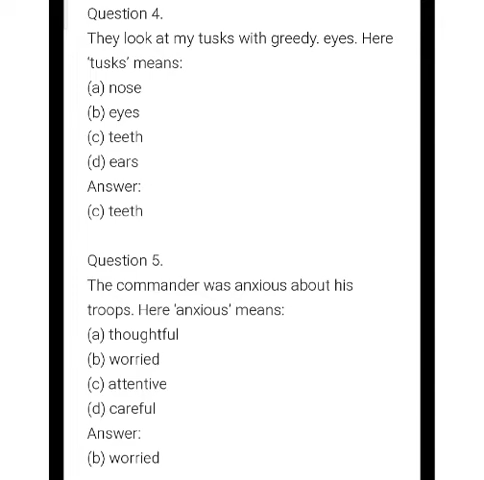 Question 4.
They look at my tusks with greedy. eyes. Here
'tusks' means:
(a) nose
(b) eyes
(c) teeth
(d) ears
Answer:
(c) teeth
Question 5.
The commander was anxious about his
troops. Here 'anxious' means:
(a) thoughtful
(b) worried
(c) attentive
(d) careful
Answer:
(b) worried